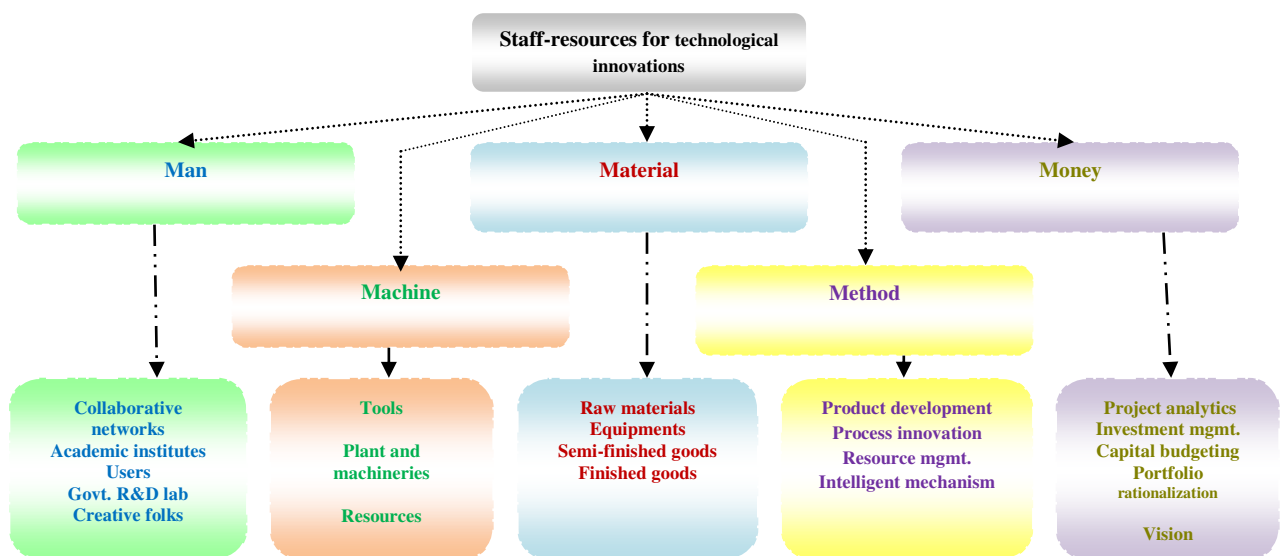 Staff-resources for technological
innovations
Man
Material
Money
Machine
Method
Collaborative
networks
Academic institutes
Users
Govt. R&D lab
Creative folks
Tools
Plant and
machineries
Resources
Raw materials
Equipments
Semi-finished goods
Finished goods
Product development
Process innovation
Resource mgmt.
Intelligent mechanism
Project analytics
Investment mgmt.
Capital budgeting
Portfolio
rationalization
Vision